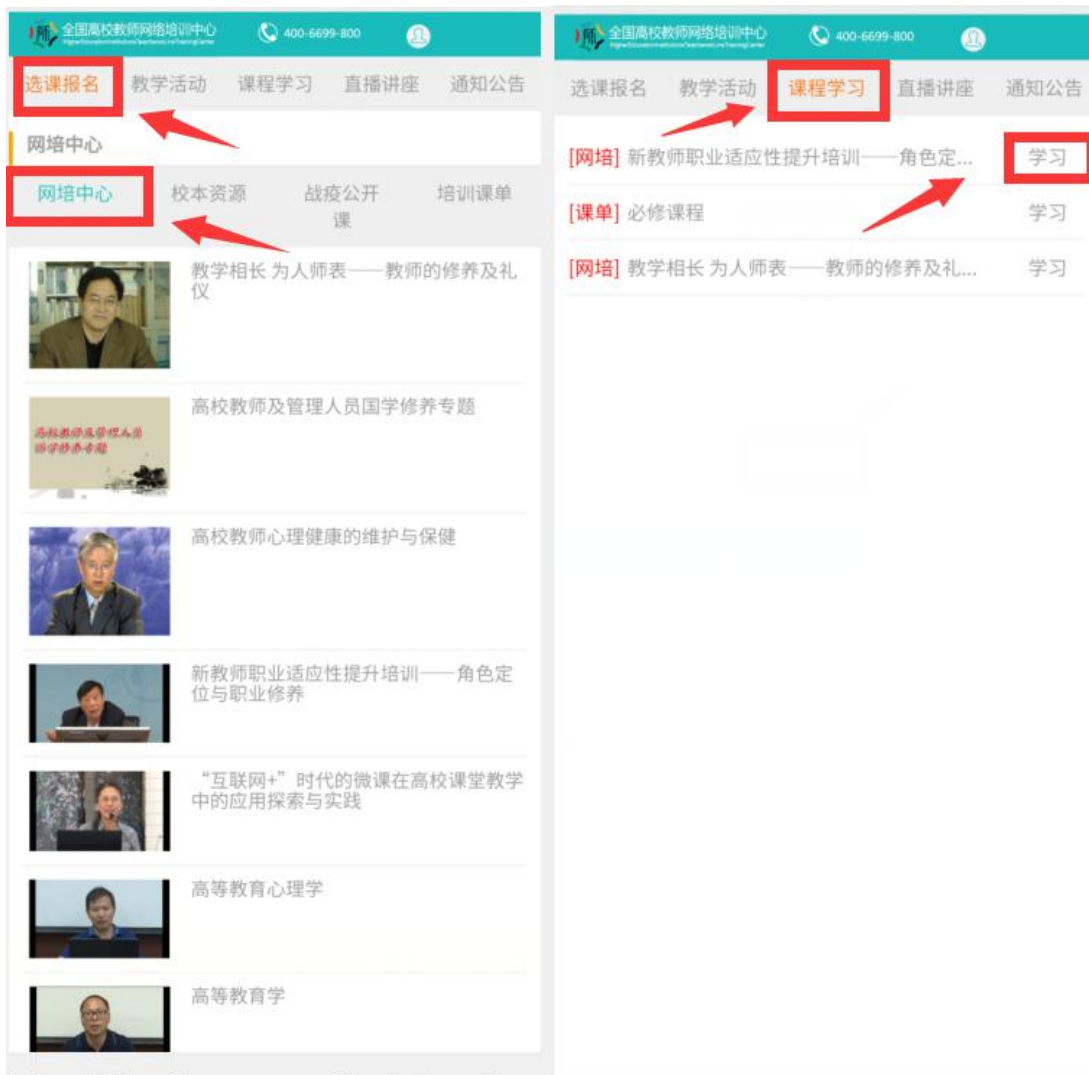 全国高校教师网络培训中心
400-6699-800
选课报名 教学活动 课程学习 直播讲座 通知公告
网培中心
网培中心 校本资源 战疫公开 培训课单
课
教学相长 为人师表——教师的修养及礼
仪
高校教师及管理人员国学修养专题
高校教师及管理人员
国学修养专题
高校教师心理健康的维护与保健
新教师职业适应性提升培训——角色定
位与职业修养
“互联网+”时代的微课在高校课堂教学
中的应用探索与实践
高等教育心理学
高等教育学
全国高校教师网络培训中心
400-6699-800
选课报名 教学活动 课程学习 直播讲座 通知公告
[网培] 新教师职业适应性提升培训——角色定... 学习
[课单] 必修课程 学习
[网培] 教学相长 为人师表——教师的修养及礼... 学习